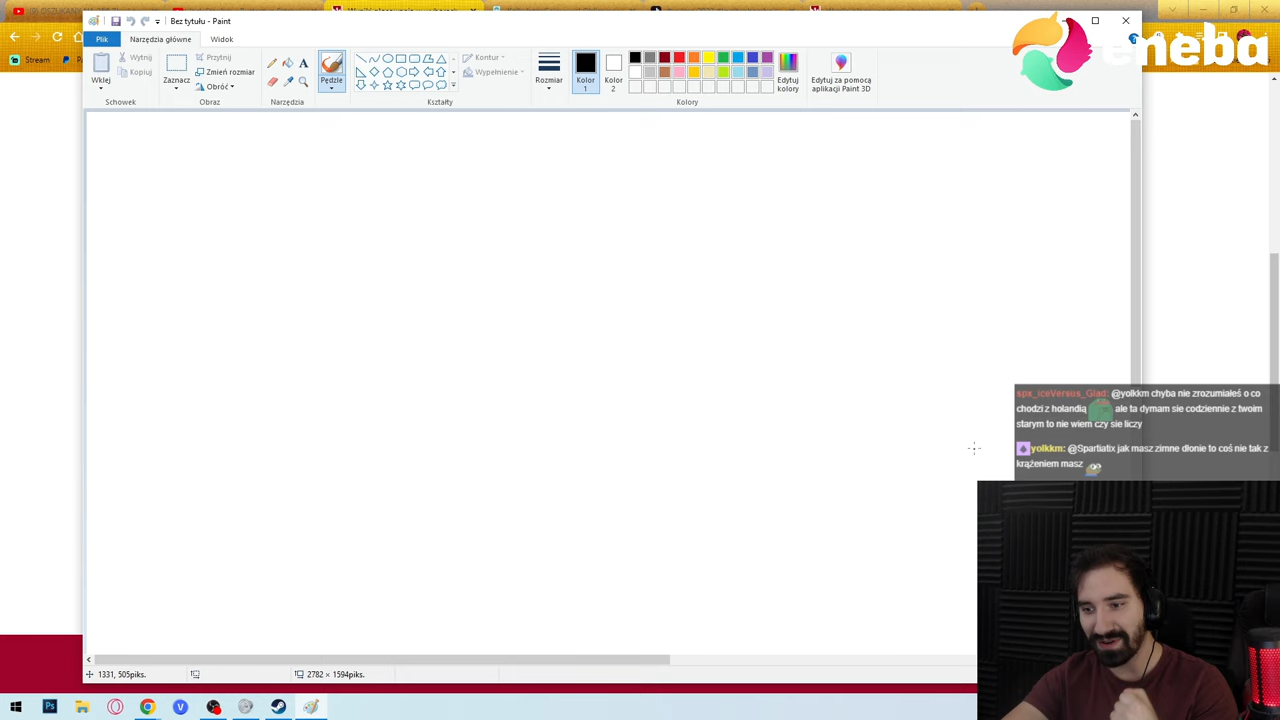 Bez tytułu - Paint
eneba
Plik
Narzędzia główne
Widok
Stream
Wklej
Wytnij
Kopiuj
Schowek
Zaznacz
Przytnij
Zmień rozmiar
Obróć
Obraz
A
Narzędzia
Pędzle
Kontur
Wypełnienie
Kształty
Rozmiar
Kolor
1
Kolor
2
Edytuj
kolory
Kolory
Edytuj za pomocą
aplikacji Paint 3D
spx_iceVersus_Glad: @yolkkm chyba nie zrozumiałeś o co
chodzi z holandią ale ta dymam sie codziennie z twoim
starym to nie wiem czy sie liczy
yolkkm: @Spartiatix jak masz zimne dłonie to coś nie tak z
krążeniem masz
1331, 505piks.
2782 × 1594piks.
Ps
V